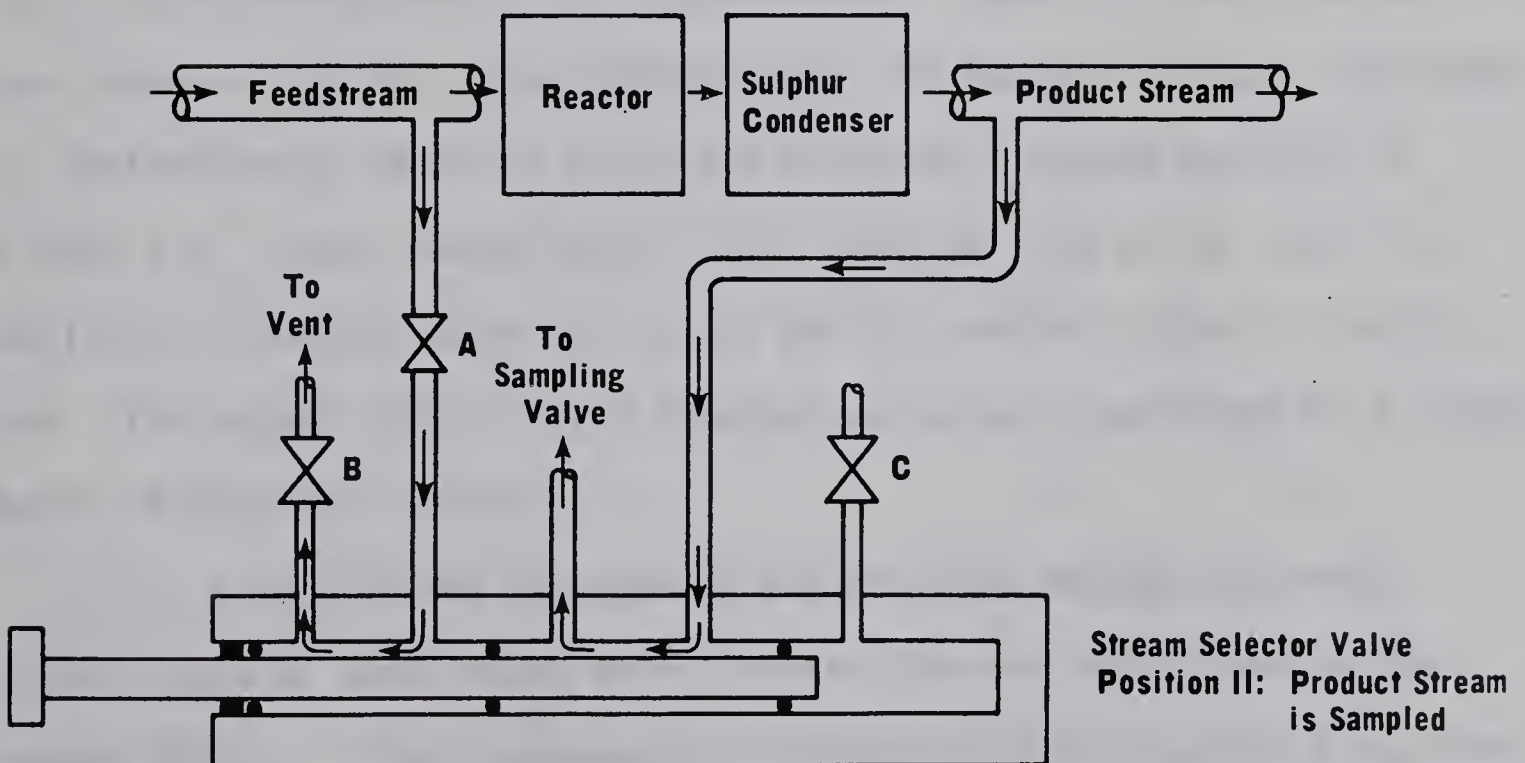 Feedstream
Reactor
Sulphur
Condenser
Product Stream
To
Vent
A
To
Sampling
Valve
B
C
Stream Selector Valve
Position II: Product Stream
is Sampled